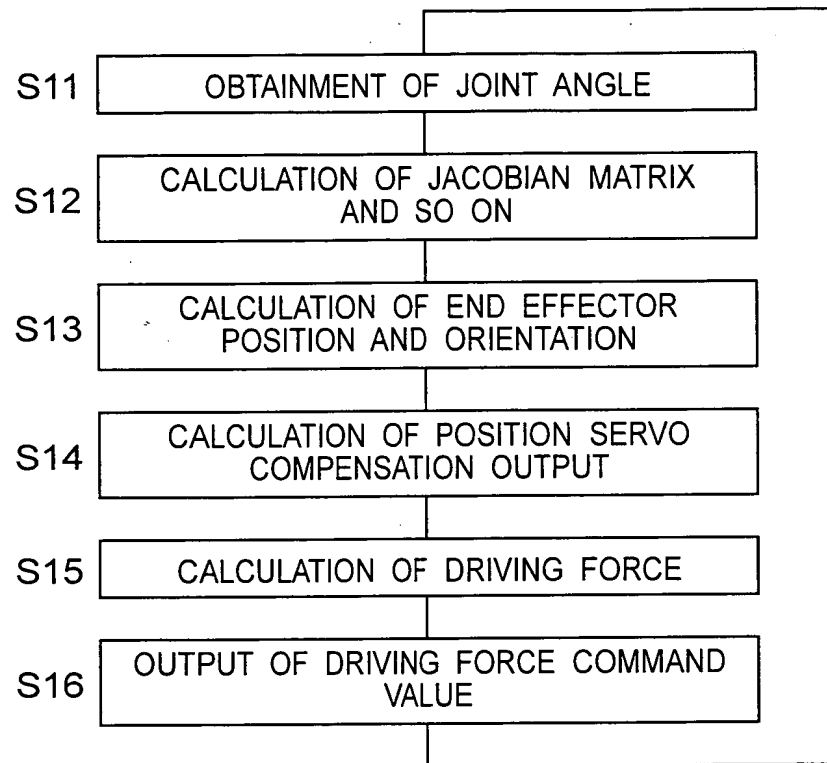 S11 OBTAINMENT OF JOINT ANGLE
S12 CALCULATION OF JACOBIAN MATRIX
AND SO ON
S13 CALCULATION OF END EFFECTOR
POSITION AND ORIENTATION
S14 CALCULATION OF POSITION SERVO
COMPENSATION OUTPUT
S15 CALCULATION OF DRIVING FORCE
S16 OUTPUT OF DRIVING FORCE COMMAND
VALUE